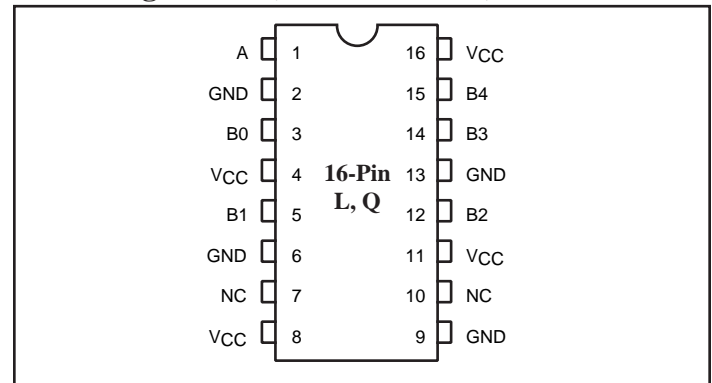 A 1 16 VCC
GND 2 15 B4
B0 3 14 B3
VCC 4 16-Pin 13 GND
B1 5 L, Q 12 B2
GND 6 11 VCC
NC 7 10 NC
VCC 8 9 GND